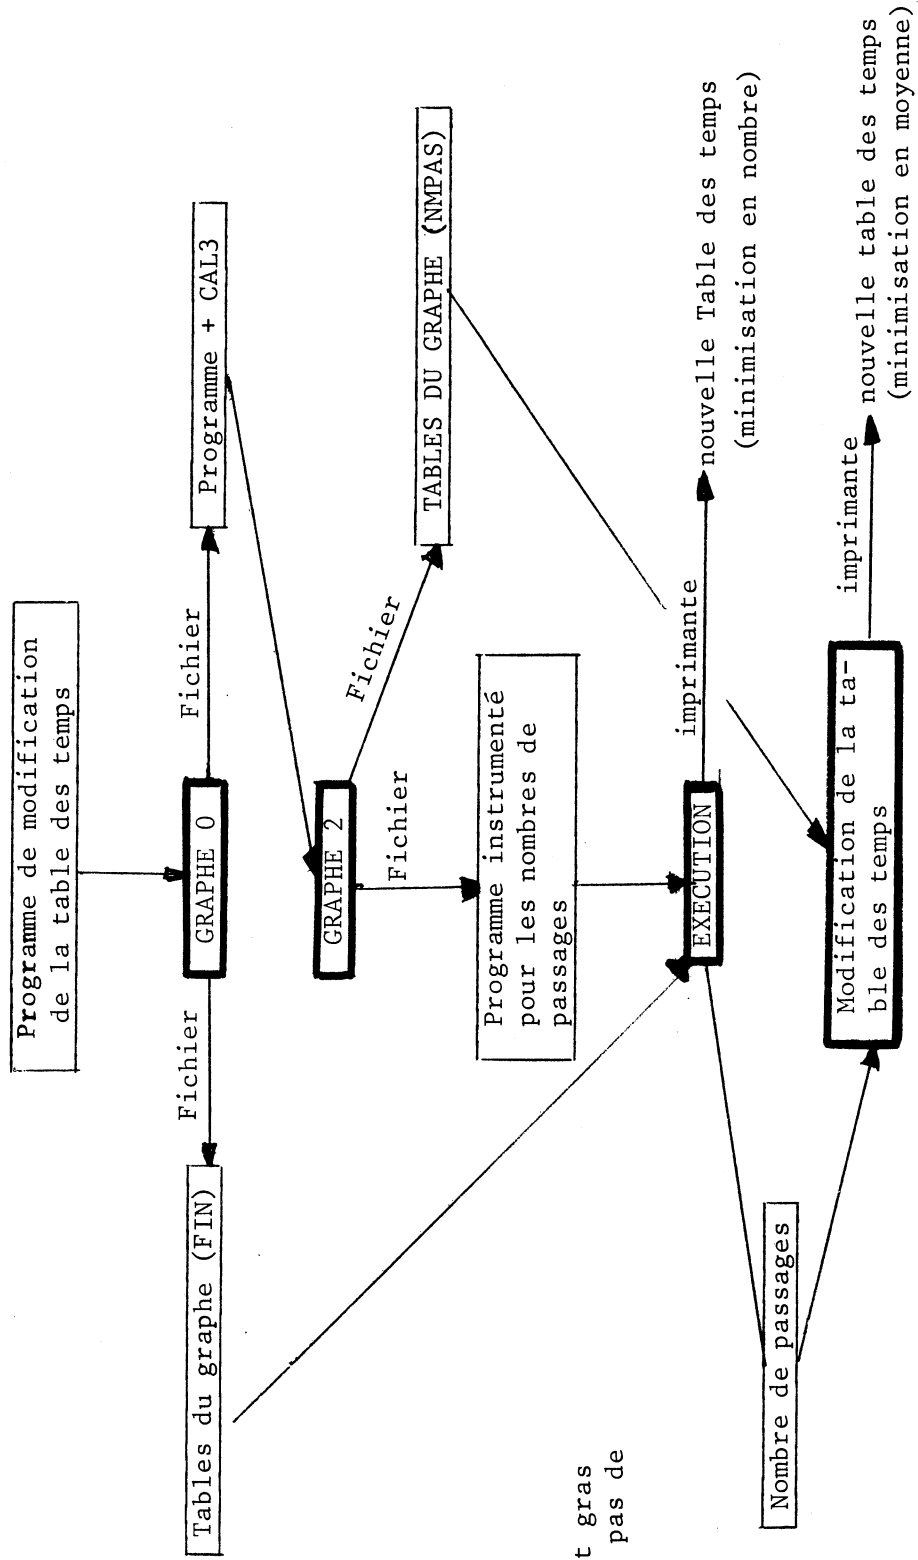 Programme de modification
de la table des temps
Fichier
GRAPHE 0
Fichier
Tables du graphe (FIN)
Programme + CAL3
GRAPHE 2
Fichier
Fichier
TABLES DU GRAPHE (NMPAS)
Programme instrumenté
pour les nombres de
passages
t gras
pas de
EXECUTION
imprimante
nouvelle Table des temps
(minimisation en nombre)
Nombre de passages
Modification de la ta-
ble des temps
imprimante
nouvelle table des temps
(minimisation en moyenne)